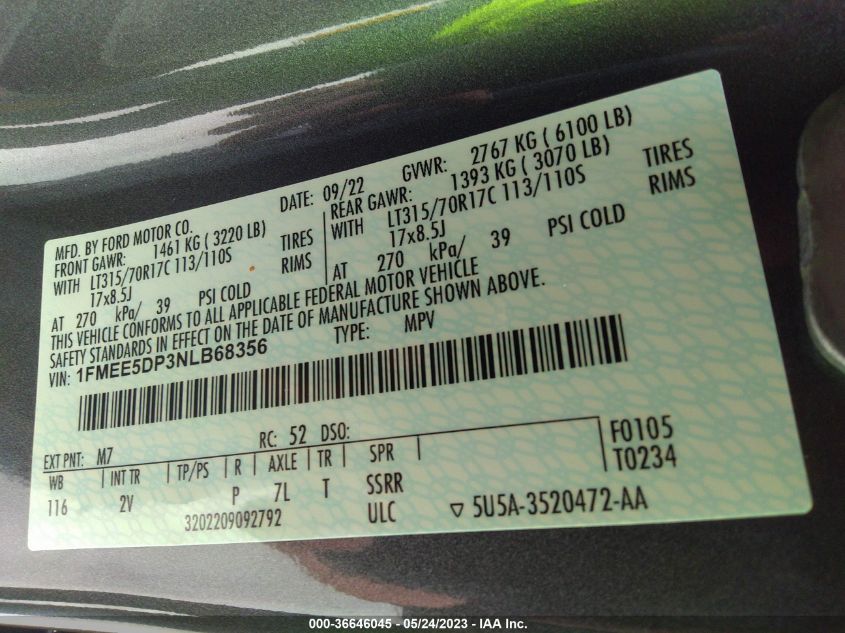 MFD. BY FORD MOTOR CO. DATE: 09/22 GVWR: 2767 KG ( 6100 LB)
FRONT GAWR: 1461 KG ( 3220 LB) REAR GAWR: 1393 KG ( 3070 LB)
WITH LT315/70R17C 113/110S TIRES WITH LT315/70R17C 113/110S TIRES
17x8.5J RIMS 17x8.5J RIMS
AT 270 kPa/ 39 PSI COLD AT 270 kPa/ 39 PSI COLD
THIS VEHICLE CONFORMS TO ALL APPLICABLE FEDERAL MOTOR VEHICLE
SAFETY STANDARDS IN EFFECT ON THE DATE OF MANUFACTURE SHOWN ABOVE.
VIN: 1FMEE5DP3NLB68356 TYPE: MPV
EXT PNT: M7 RC: 52 DSO: F0105
WB INT TR TP/PS R AXLE TR SPR T0234
116 2V P 7L T SSRR
3202209092792 ULC ▽ 5U5A-3520472-AA
000-36646045 - 05/24/2023 - IAA Inc.